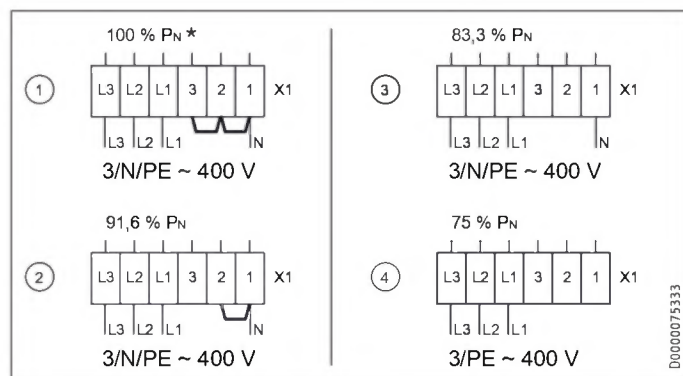 100 % PN *
1
L3 L2 L1 3 2 1 X1
L3 L2 L1 N
3/N/PE ~ 400 V
91,6 % PN
2
L3 L2 L1 3 2 1 X1
L3 L2 L1 N
3/N/PE ~ 400 V
83,3 % PN
3
L3 L2 L1 3 2 1 X1
L3 L2 L1 N
3/N/PE ~ 400 V
75 % PN
4
L3 L2 L1 3 2 1 X1
L3 L2 L1
3/PE ~ 400 V
D0000075333